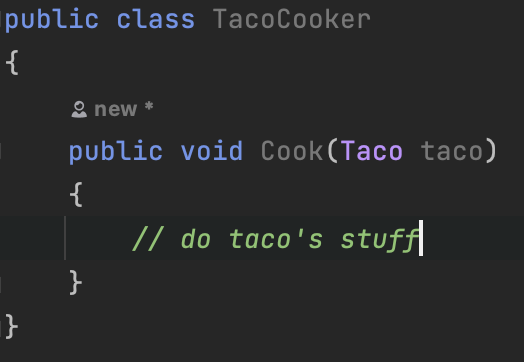 public class TacoCooker
{
new *
public void Cook(Taco taco)
{
// do taco's stuff
}
}